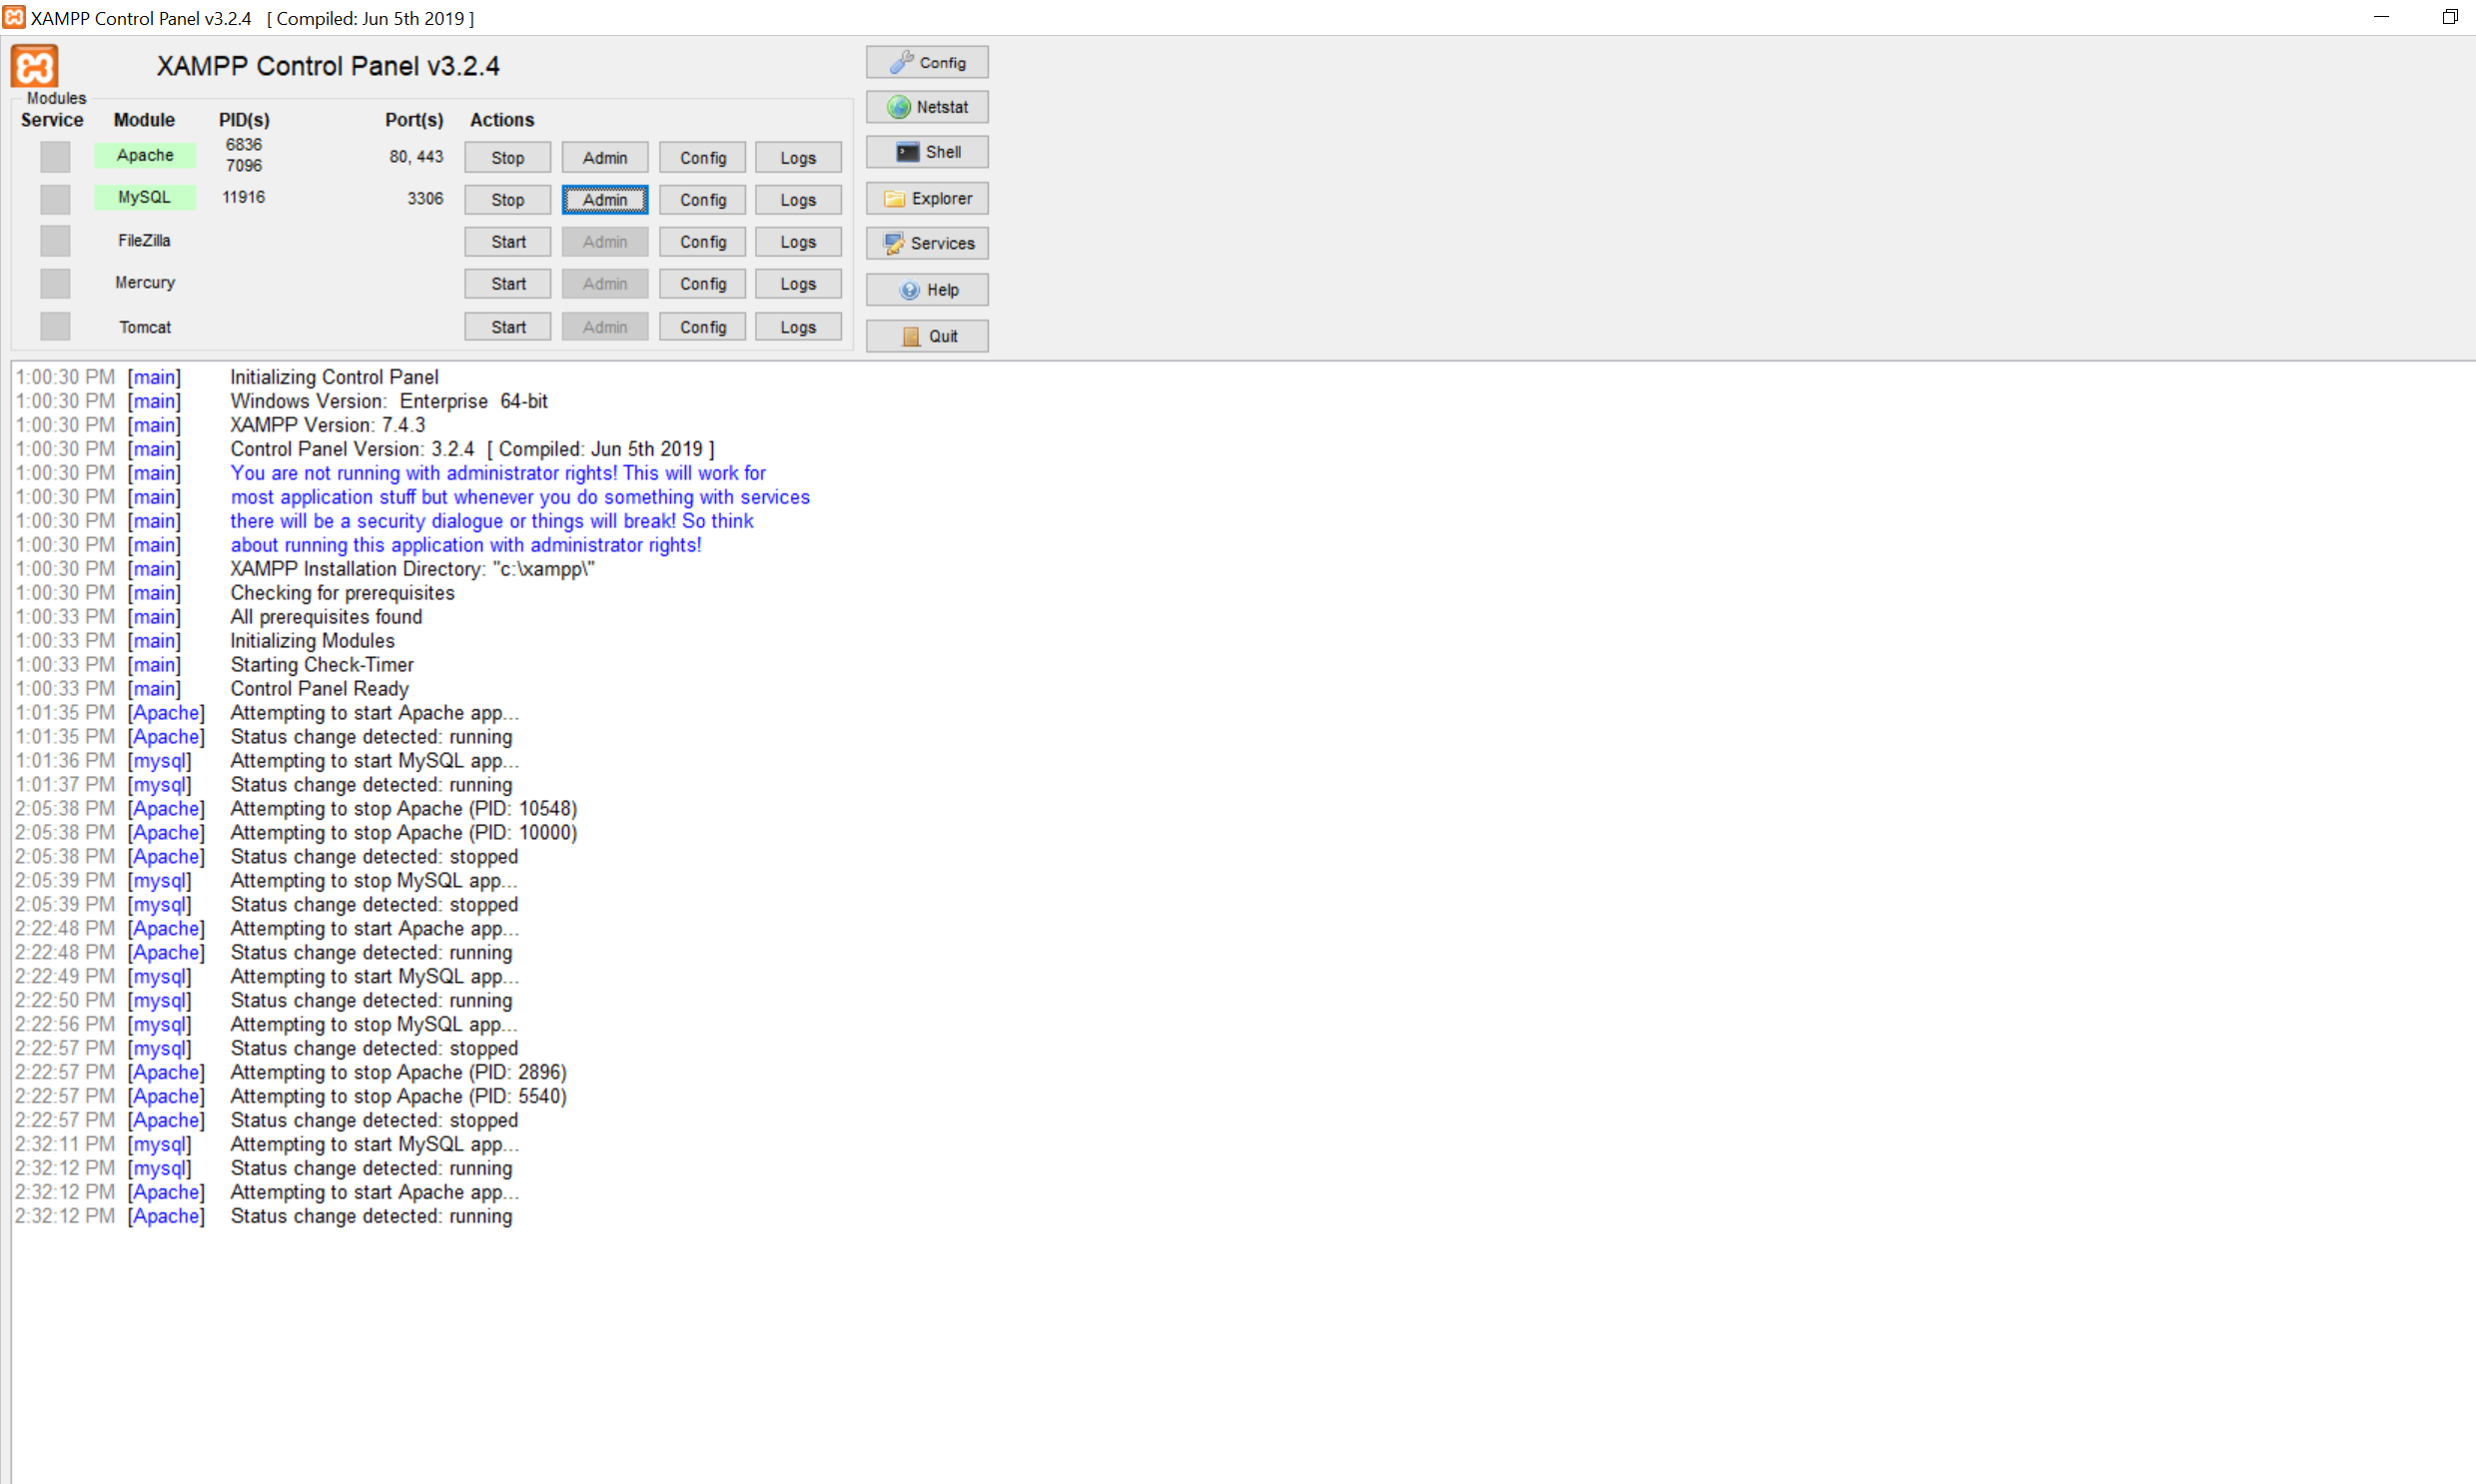 XAMPP Control Panel v3.2.4 [ Compiled: Jun 5th 2019 ]
XAMPP Control Panel v3.2.4
Config
Modules
Netstat
Service Module PID(s) Port(s) Actions
Apache 6836 7096 80, 443 Stop Admin Config Logs
Shell
MySQL 11916 3306 Stop Admin Config Logs
Explorer
FileZilla Start Admin Config Logs
Services
Mercury Start Admin Config Logs
Help
Tomcat Start Admin Config Logs
Quit
1:00:30 PM [main] Initializing Control Panel
1:00:30 PM [main] Windows Version: Enterprise 64-bit
1:00:30 PM [main] XAMPP Version: 7.4.3
1:00:30 PM [main] Control Panel Version: 3.2.4 [ Compiled: Jun 5th 2019 ]
1:00:30 PM [main] You are not running with administrator rights! This will work for
1:00:30 PM [main] most application stuff but whenever you do something with services
1:00:30 PM [main] there will be a security dialogue or things will break! So think
1:00:30 PM [main] about running this application with administrator rights!
1:00:30 PM [main] XAMPP Installation Directory: "c:\xampp\"
1:00:30 PM [main] Checking for prerequisites
1:00:33 PM [main] All prerequisites found
1:00:33 PM [main] Initializing Modules
1:00:33 PM [main] Starting Check-Timer
1:00:33 PM [main] Control Panel Ready
1:01:35 PM [Apache] Attempting to start Apache app...
1:01:35 PM [Apache] Status change detected: running
1:01:36 PM [mysql] Attempting to start MySQL app...
1:01:37 PM [mysql] Status change detected: running
2:05:38 PM [Apache] Attempting to stop Apache (PID: 10548)
2:05:38 PM [Apache] Attempting to stop Apache (PID: 10000)
2:05:38 PM [Apache] Status change detected: stopped
2:05:39 PM [mysql] Attempting to stop MySQL app...
2:05:39 PM [mysql] Status change detected: stopped
2:22:48 PM [Apache] Attempting to start Apache app...
2:22:48 PM [Apache] Status change detected: running
2:22:49 PM [mysql] Attempting to start MySQL app...
2:22:50 PM [mysql] Status change detected: running
2:22:56 PM [mysql] Attempting to stop MySQL app...
2:22:57 PM [mysql] Status change detected: stopped
2:22:57 PM [Apache] Attempting to stop Apache (PID: 2896)
2:22:57 PM [Apache] Attempting to stop Apache (PID: 5540)
2:22:57 PM [Apache] Status change detected: stopped
2:32:11 PM [mysql] Attempting to start MySQL app...
2:32:12 PM [mysql] Status change detected: running
2:32:12 PM [Apache] Attempting to start Apache app...
2:32:12 PM [Apache] Status change detected: running